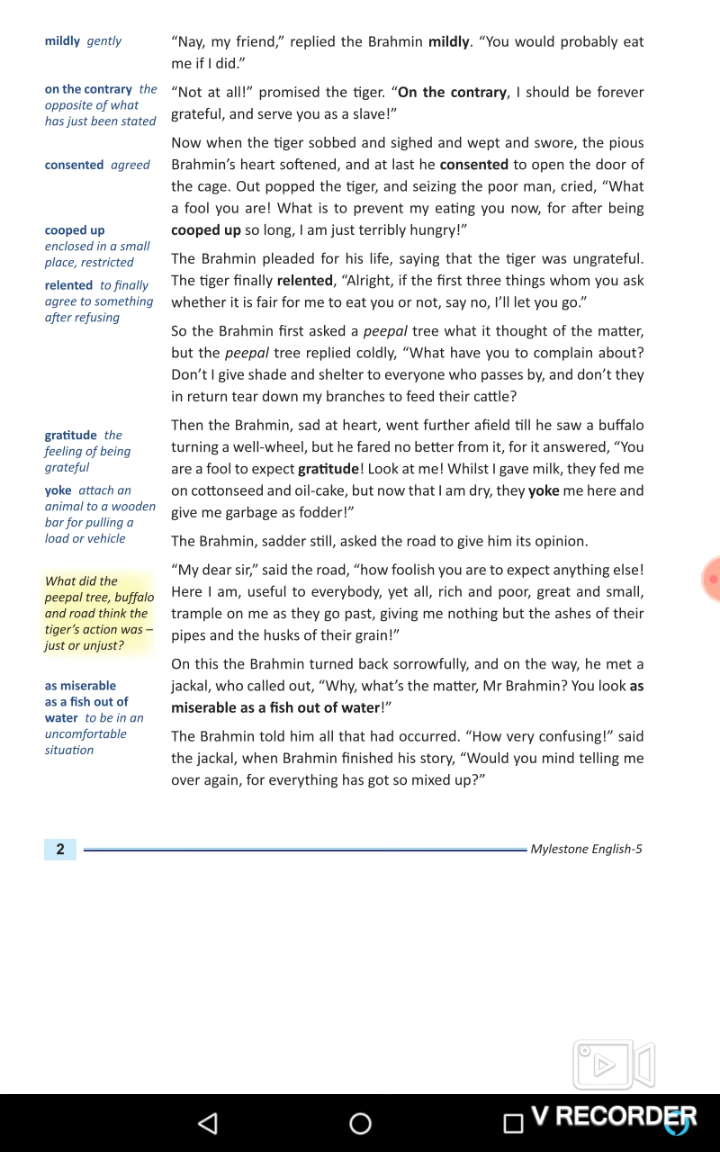 mildly gently
"Nay, my friend," replied the Brahmin mildly. "You would probably eat
me if I did."
on the contrary the
opposite of what
has just been stated
"Not at all!" promised the tiger. "On the contrary, I should be forever
grateful, and serve you as a slave!"
Now when the tiger sobbed and sighed and wept and swore, the pious
consented agreed
Brahmin's heart softened, and at last he consented to open the door of
the cage. Out popped the tiger, and seizing the poor man, cried, "What
a fool you are! What is to prevent my eating you now, for after being
cooped up so long, I am just terribly hungry!"
cooped up
enclosed in a small
place, restricted
The Brahmin pleaded for his life, saying that the tiger was ungrateful.
The tiger finally relented, "Alright, if the first three things whom you ask
whether it is fair for me to eat you or not, say no, I'll let you go."
relented to finally
agree to something
after refusing
So the Brahmin first asked a peepal tree what it thought of the matter,
but the peepal tree replied coldly, "What have you to complain about?
Don't I give shade and shelter to everyone who passes by, and don't they
in return tear down my branches to feed their cattle?
Then the Brahmin, sad at heart, went further afield till he saw a buffalo
turning a well-wheel, but he fared no better from it, for it answered, "You
are a fool to expect gratitude! Look at me! Whilst I gave milk, they fed me
on cottonseed and oil-cake, but now that I am dry, they yoke me here and
give me garbage as fodder!"
gratitude the
feeling of being
grateful
yoke attach an
animal to a wooden
bar for pulling a
load or vehicle
The Brahmin, sadder still, asked the road to give him its opinion.
"My dear sir," said the road, "how foolish you are to expect anything else!
Here I am, useful to everybody, yet all, rich and poor, great and small,
trample on me as they go past, giving me nothing but the ashes of their
pipes and the husks of their grain!"
What did the
peepal tree, buffalo
and road think the
tiger's action was –
just or unjust?
On this the Brahmin turned back sorrowfully, and on the way, he met a
jackal, who called out, "Why, what's the matter, Mr Brahmin? You look as
miserable as a fish out of water!"
as miserable
as a fish out of
water to be in an
uncomfortable
situation
The Brahmin told him all that had occurred. "How very confusing!" said
the jackal, when Brahmin finished his story, "Would you mind telling me
over again, for everything has got so mixed up?"
2
Mylestone English-5
V RECORDER